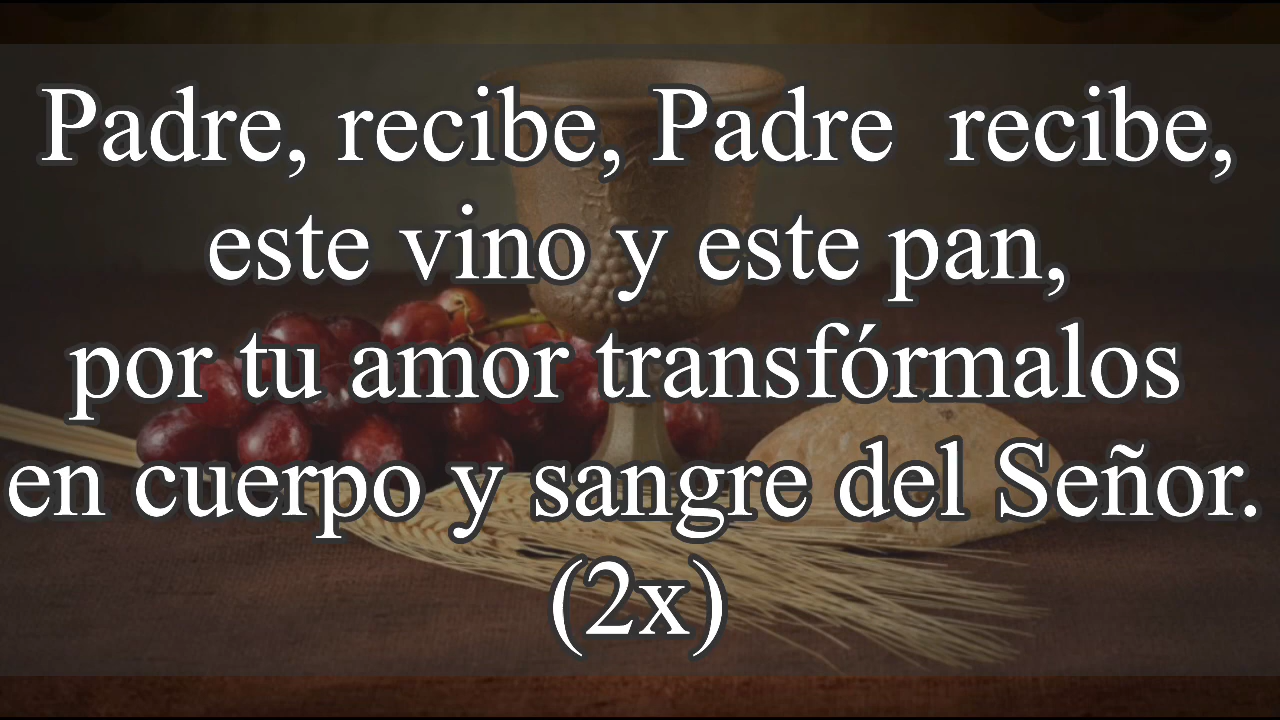 Padre, recibe, Padre  recibe,
este vino y este pan,
por tu amor transfórmalos
en cuerpo y sangre del Señor.
(2x)